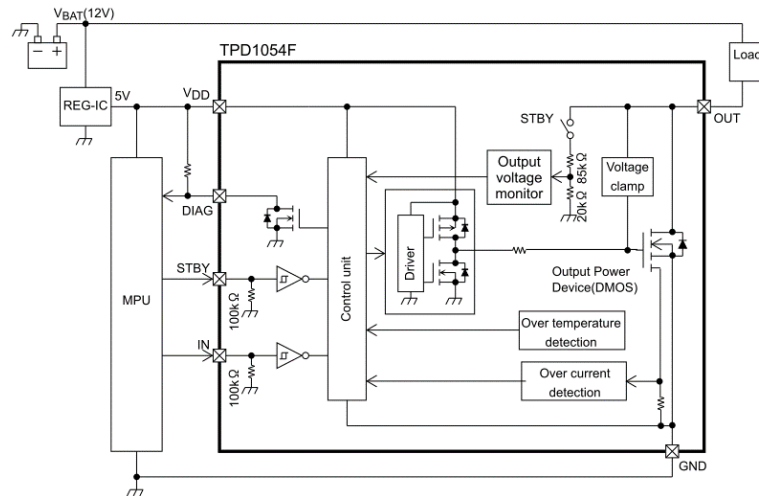 VBAT(12V)
TPD1054F
Load
REG-IC
5V
VDD
OUT
STBY
85kΩ
20kΩ
Output
voltage
monitor
Voltage
clamp
DIAG
MPU
Control unit
Driver
STBY
100kΩ
Output Power
Device(DMOS)
IN
100kΩ
Over temperature
detection
Over current
detection
GND